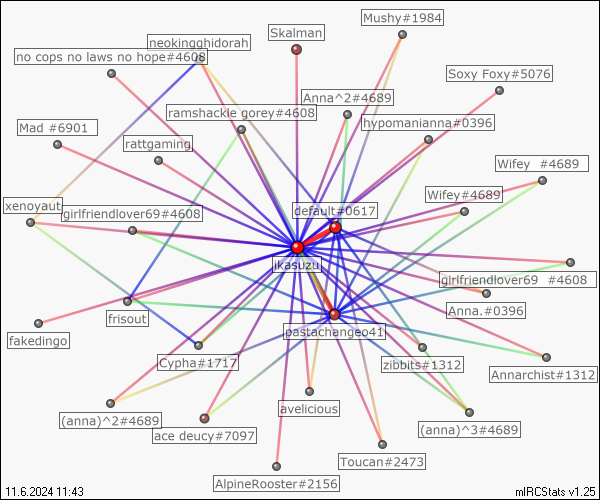 Mushy#1984
Skalman
neokingghidorah
no cops no laws no hope#4608
Soxy Foxy#5076
Anna^2#4689
ramshackle gorey#4608
hypomanianna#0396
Mad #6901
rattgaming
Wifey #4689
Wifey#4689
xenoyaut
girlfriendlover69#4608
default#0617
ikasuzu
girlfriendlover69 #4608
Anna.#0396
frisout
pastachangeo41
fakedingo
Cypha#1717
zibbits#1312
Annarchist#1312
avelicious
(anna)^2#4689
ace deucy#7097
(anna)^3#4689
Toucan#2473
AlpineRooster#2156
11.6.2024 11:43
mIRCStats v1.25